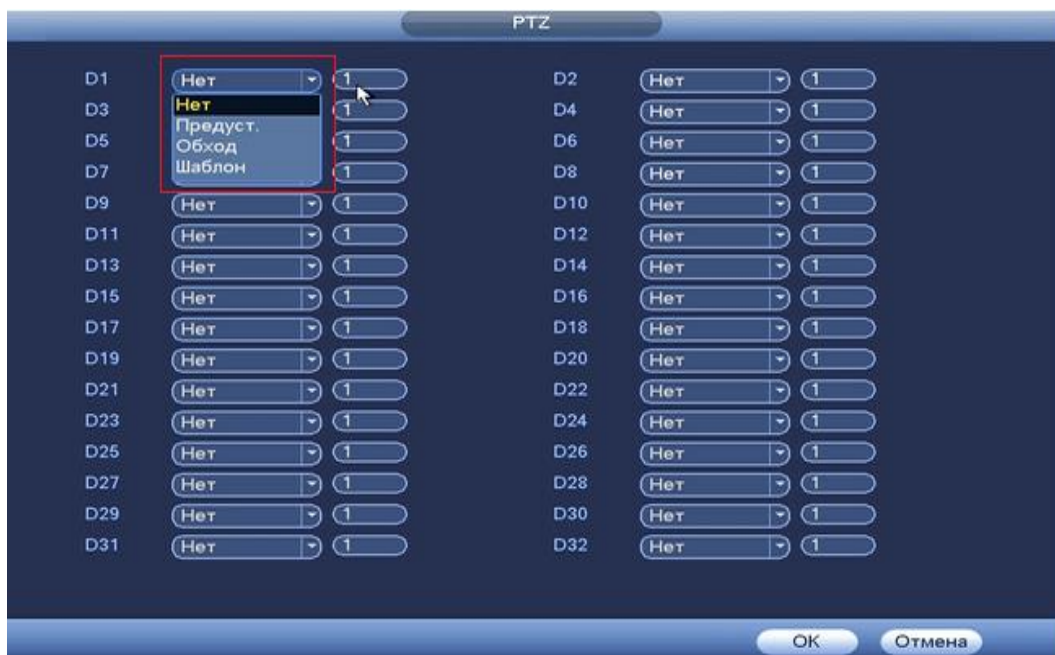 PTZ
D1 Нет 1 D2 Нет 1
Нет
D3 1 D4 Нет 1
Предуст.
D5 Обход 1 D6 Нет 1
Шаблон
D7 1 D8 Нет 1
D9 Нет 1 D10 Нет 1
D11 Нет 1 D12 Нет 1
D13 Нет 1 D14 Нет 1
D15 Нет 1 D16 Нет 1
D17 Нет 1 D18 Нет 1
D19 Нет 1 D20 Нет 1
D21 Нет 1 D22 Нет 1
D23 Нет 1 D24 Нет 1
D25 Нет 1 D26 Нет 1
D27 Нет 1 D28 Нет 1
D29 Нет 1 D30 Нет 1
D31 Нет 1 D32 Нет 1
OK Отмена